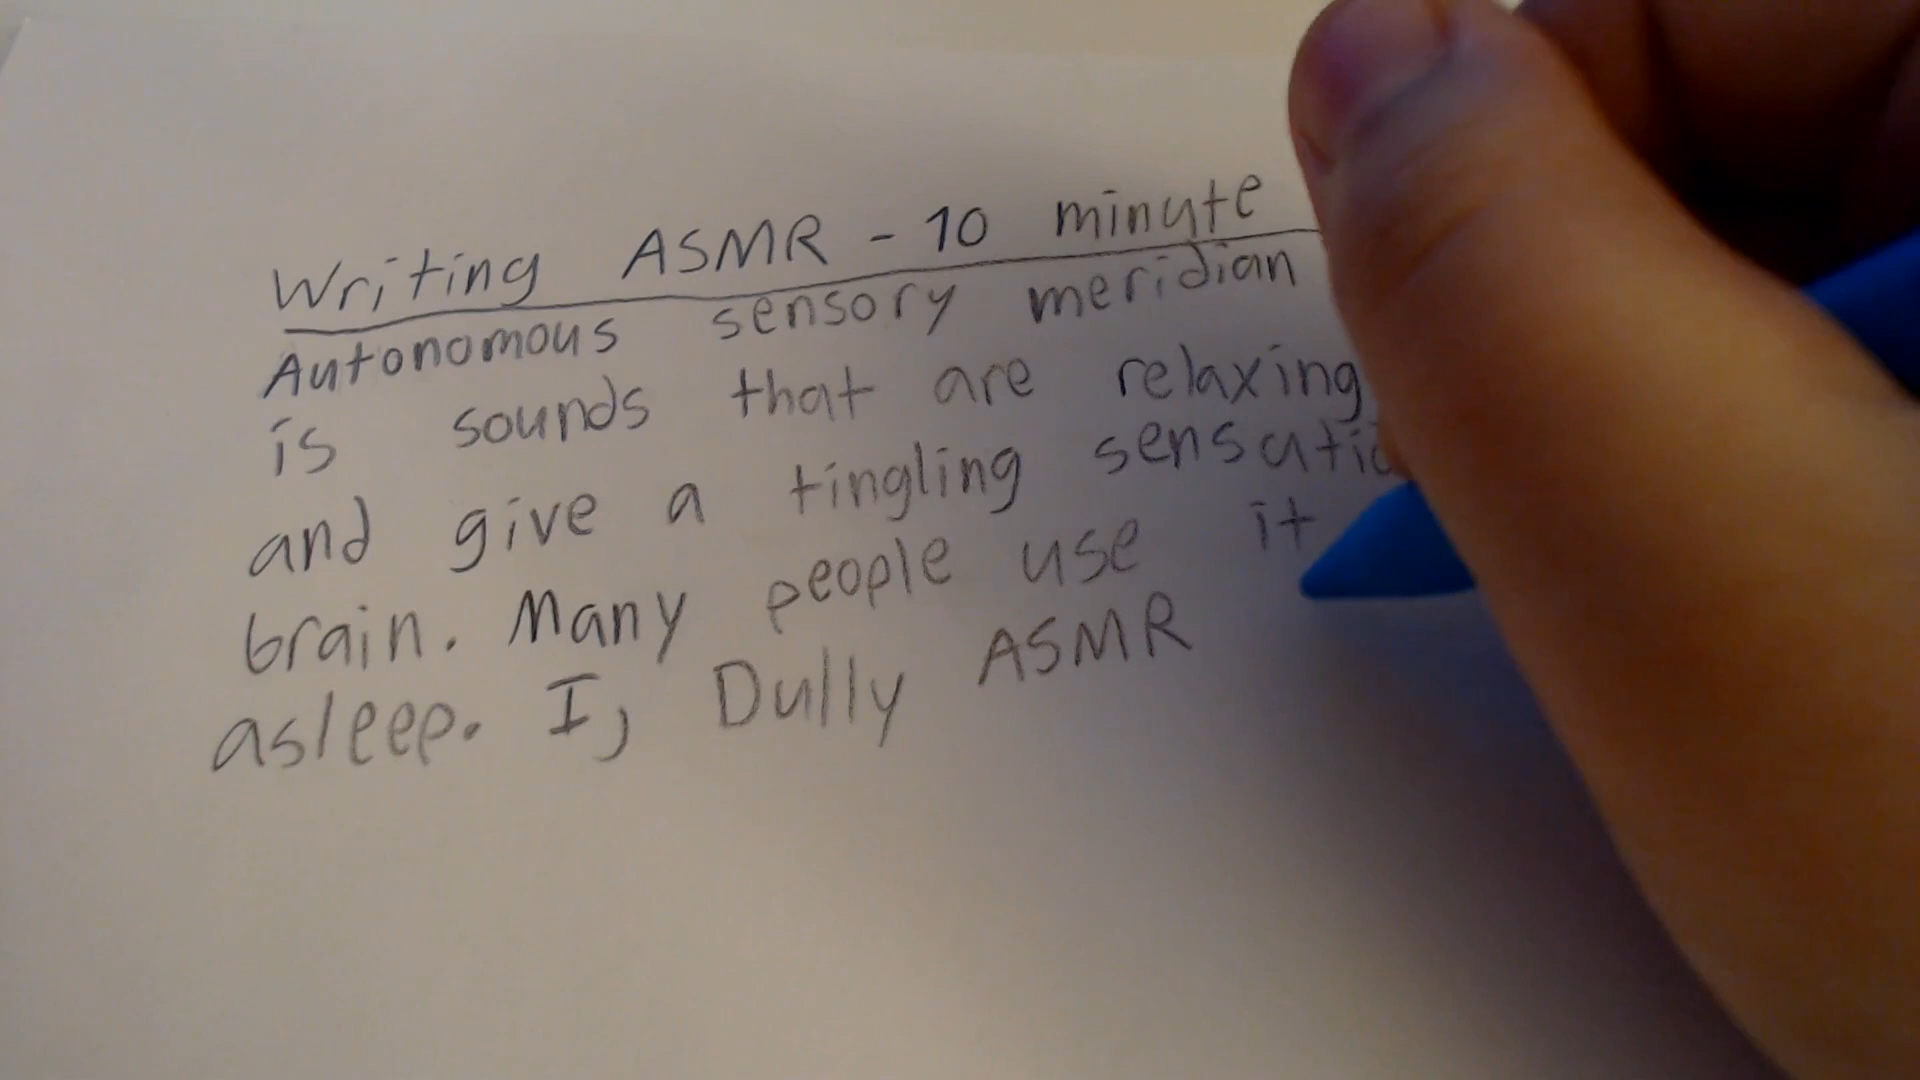 Writing ASMR - 10 minute
Autonomous sensory meridian
is sounds that are relaxing
and give a tingling
brain. Many people use it
asleep. I, Dully ASMR